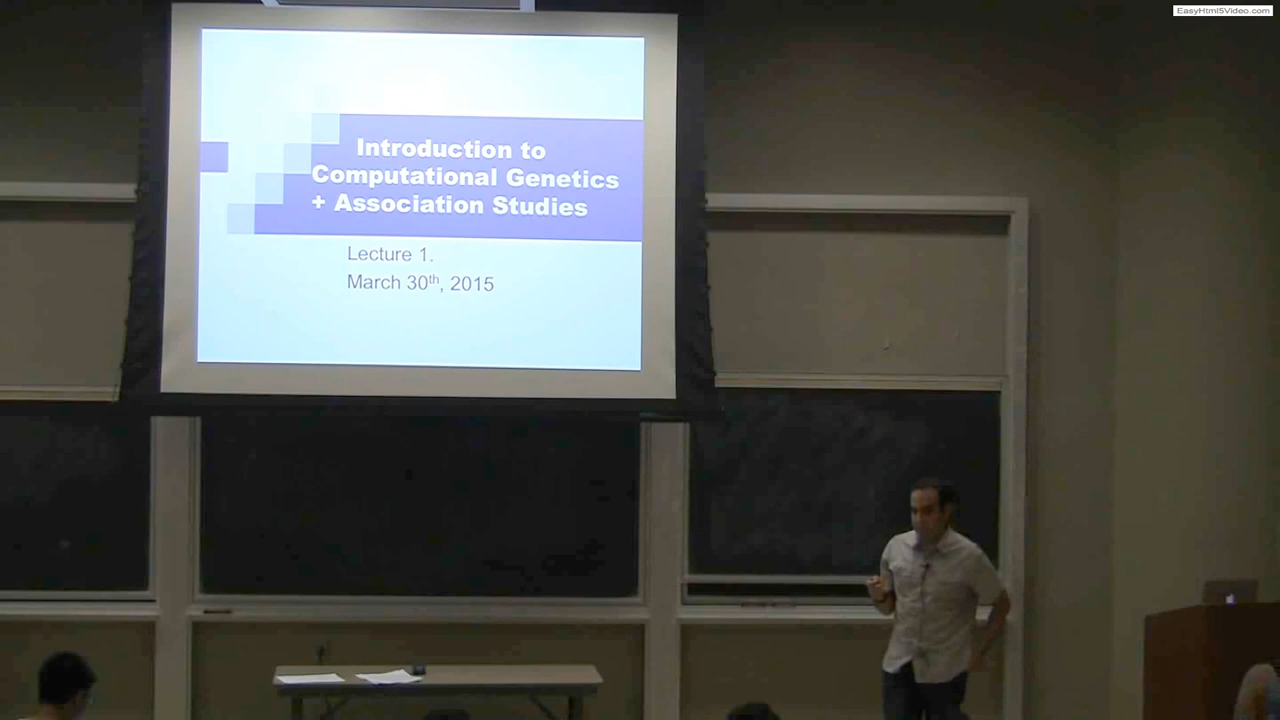 EasyHtml5Video.com
Introduction to
Computational Genetics
+ Association Studies
Lecture 1.
March 30th, 2015